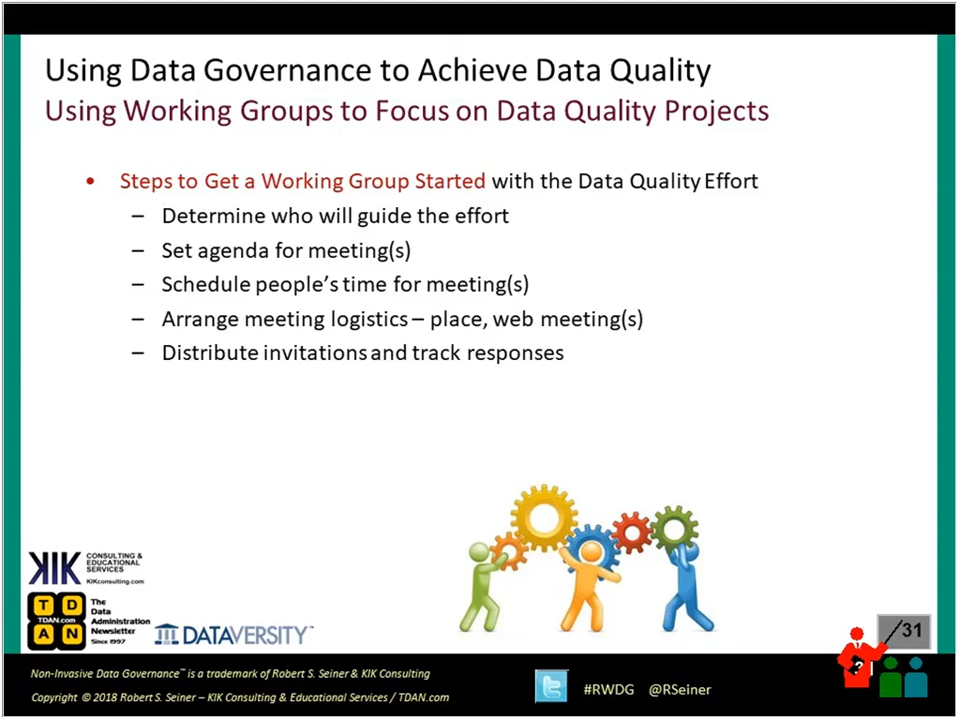 Using Data Governance to Achieve Data Quality
Using Working Groups to Focus on Data Quality Projects
• Steps to Get a Working Group Started with the Data Quality Effort
– Determine who will guide the effort
– Set agenda for meeting(s)
– Schedule people's time for meeting(s)
– Arrange meeting logistics – place, web meeting(s)
– Distribute invitations and track responses
KIK CONSULTING &
EDUCATIONAL
SERVICES
KIKconsulting.com
T D
TDAN.com
A N
The
Data
Administration
Newsletter
Since 1997
DATAVERSITY™
/31
Non-Invasive Data Governance™ is a trademark of Robert S. Seiner & KIK Consulting
Copyright © 2018 Robert S. Seiner – KIK Consulting & Educational Services / TDAN.com
#RWDG @RSeiner